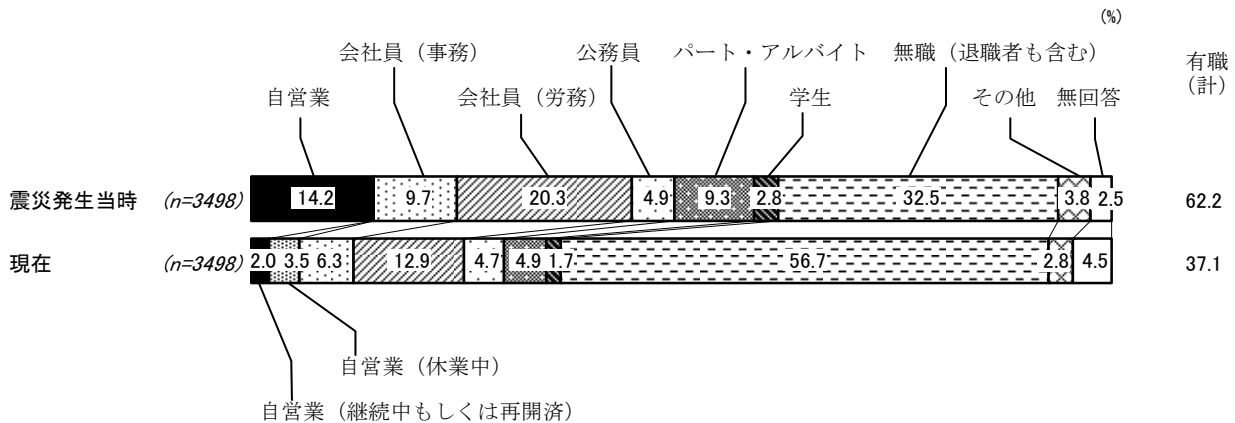 (%)
会社員（事務） 公務員 パート・アルバイト 無職（退職者も含む） 有職
（計）
自営業 会社員（労務） 学生 その他 無回答
震災発生当時 (n=3498) 14.2 9.7 20.3 4.9 9.3 2.8 32.5 3.8 2.5 62.2
現在 (n=3498) 2.0 3.5 6.3 12.9 4.7 4.9 1.7 56.7 2.8 4.5 37.1
自営業（休業中）
自営業（継続中もしくは再開済）